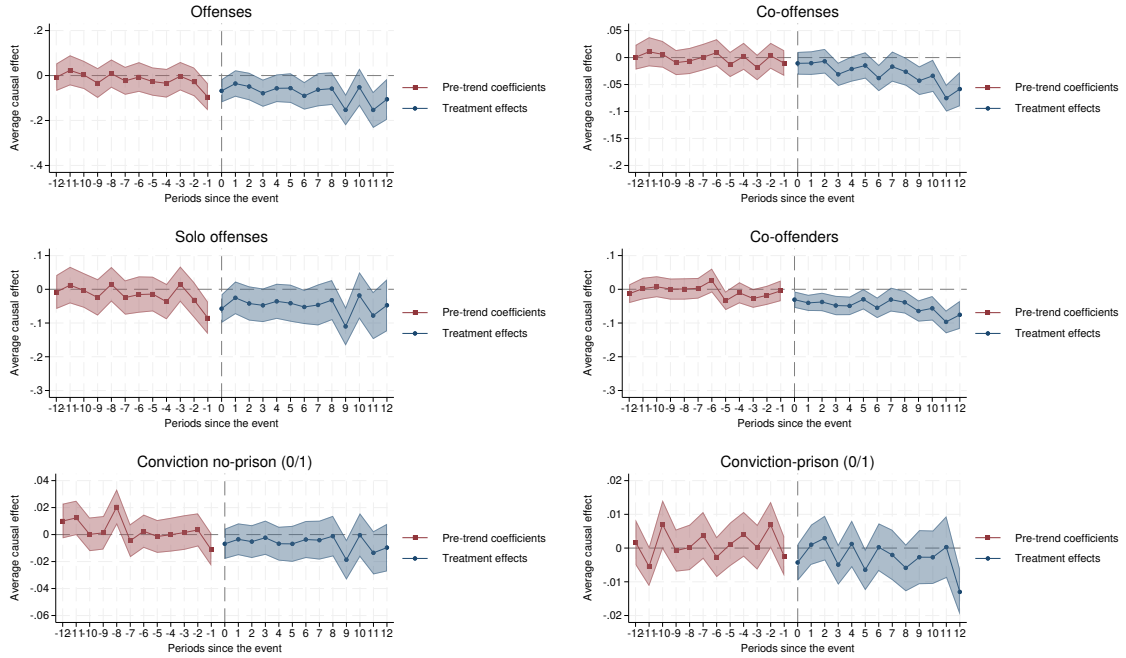 Offenses
Average causal effect
.2
0
-.2
-.4
-12 -11 -10 -9 -8 -7 -6 -5 -4 -3 -2 -1 0 1 2 3 4 5 6 7 8 9 10 11 12
Periods since the event
Pre-trend coefficients
Treatment effects
Co-offenses
Average causal effect
.05
0
-.05
-.1
-.15
-.2
-12 -11 -10 -9 -8 -7 -6 -5 -4 -3 -2 -1 0 1 2 3 4 5 6 7 8 9 10 11 12
Periods since the event
Pre-trend coefficients
Treatment effects
Solo offenses
Average causal effect
.1
0
-.1
-.2
-.3
-12 -11 -10 -9 -8 -7 -6 -5 -4 -3 -2 -1 0 1 2 3 4 5 6 7 8 9 10 11 12
Periods since the event
Pre-trend coefficients
Treatment effects
Co-offenders
Average causal effect
.1
0
-.1
-.2
-.3
-12 -11 -10 -9 -8 -7 -6 -5 -4 -3 -2 -1 0 1 2 3 4 5 6 7 8 9 10 11 12
Periods since the event
Pre-trend coefficients
Treatment effects
Conviction no-prison (0/1)
Average causal effect
.04
.02
0
-.02
-.04
-.06
-12 -11 -10 -9 -8 -7 -6 -5 -4 -3 -2 -1 0 1 2 3 4 5 6 7 8 9 10 11 12
Periods since the event
Pre-trend coefficients
Treatment effects
Conviction-prison (0/1)
Average causal effect
.02
.01
0
-.01
-.02
-12 -11 -10 -9 -8 -7 -6 -5 -4 -3 -2 -1 0 1 2 3 4 5 6 7 8 9 10 11 12
Periods since the event
Pre-trend coefficients
Treatment effects